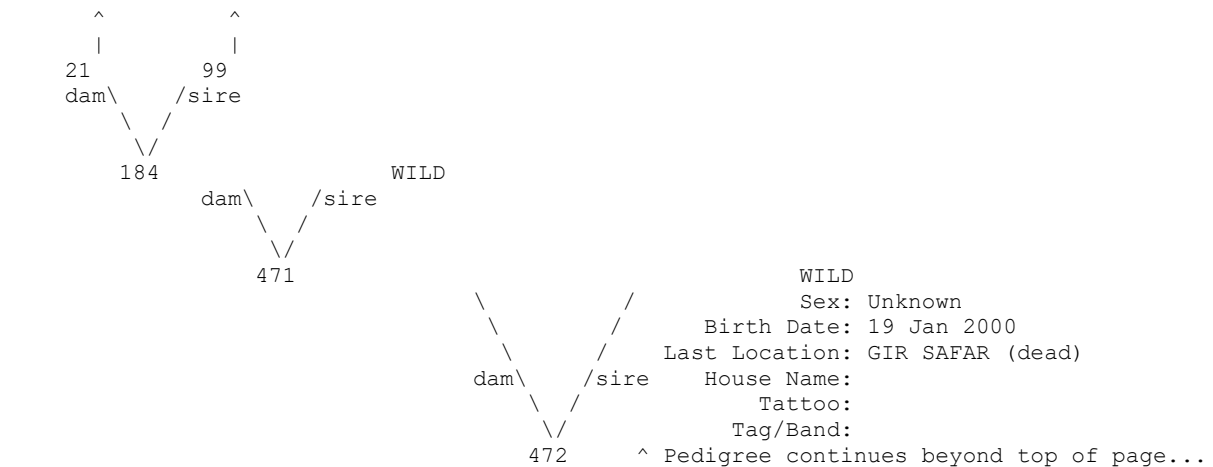 ^ ^
| |
21 99
dam\ /sire
\ /
\/
184 WILD
dam\ /sire
\ /
\/
471 WILD
\ / Sex: Unknown
\ / Birth Date: 19 Jan 2000
\ / Last Location: GIR SAFAR (dead)
dam\ /sire House Name:
\ / Tattoo:
\/ Tag/Band:
472 ^ Pedigree continues beyond top of page...